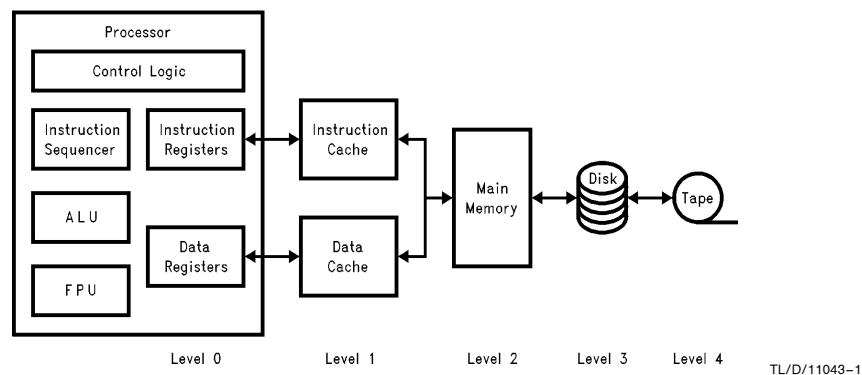 Processor
Control Logic
Instruction
Sequencer
Instruction
Registers
ALU
FPU
Data
Registers
Instruction
Cache
Data
Cache
Main
Memory
Disk
Tape
Level 0
Level 1
Level 2
Level 3
Level 4
TL/D/11043–1